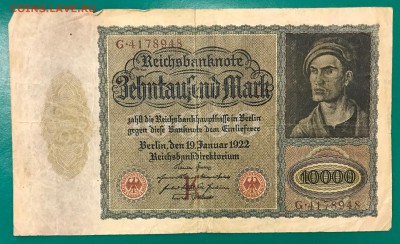 COINS.LAVE.RU
G·4178948
Reichsbanknote
Zehntausend Mark
zahlt die Reichsbankhauptkasse in Berlin
gegen diese Banknote dem Einlieferer
Berlin, den 19. Januar 1922
Reichsbankdirektorium
10000
G·4178948